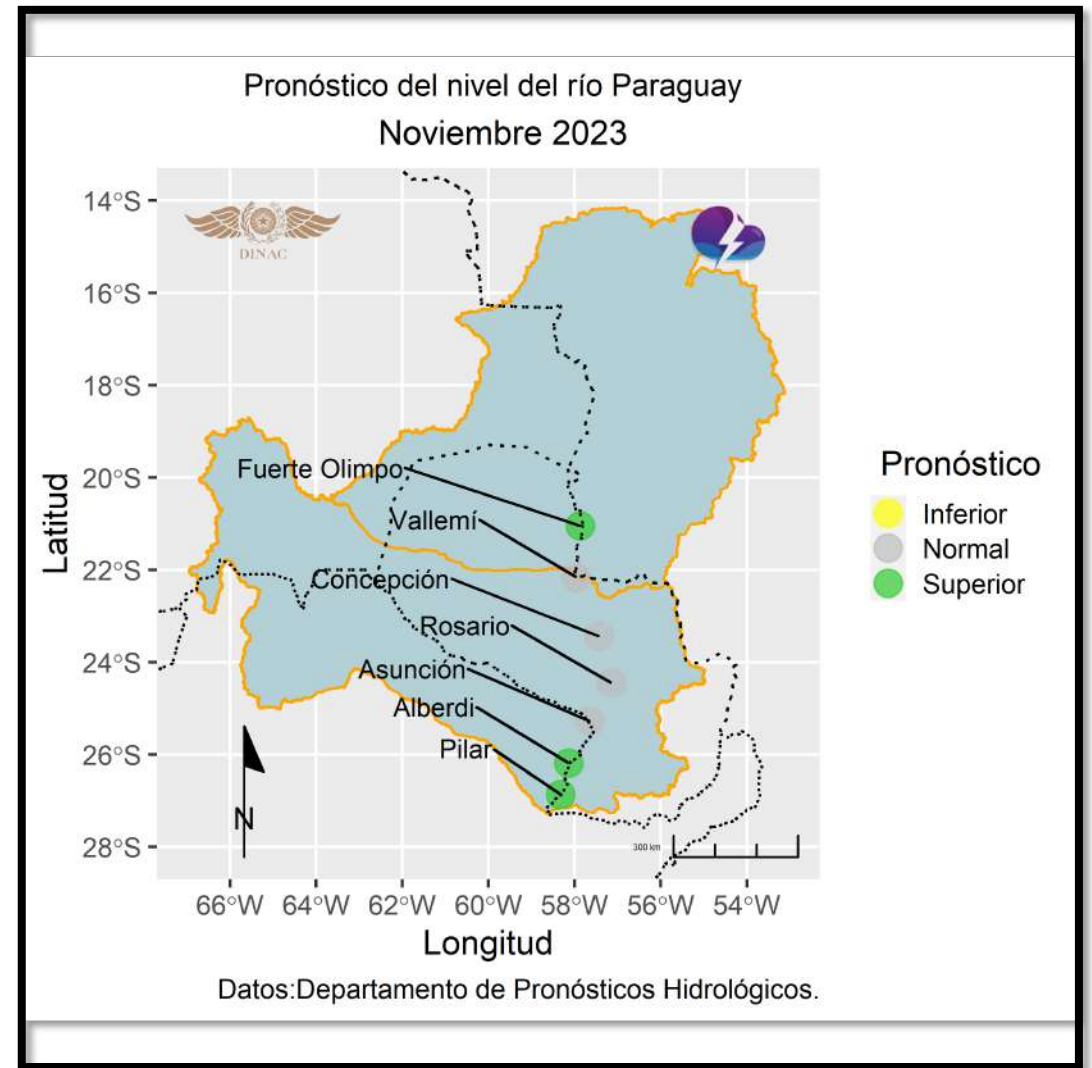 Pronóstico del nivel del río Paraguay
Noviembre 2023
14°S
16°S
18°S
20°S
22°S
24°S
26°S
28°S
Latitud
DINAC
Fuerte Olimpo
Vallemí
Concepción
Rosario
Asunción
Alberdi
Pilar
N
300 km
66°W 64°W 62°W 60°W 58°W 56°W 54°W
Longitud
Datos:Departamento de Pronósticos Hidrológicos.
Pronóstico
Inferior
Normal
Superior